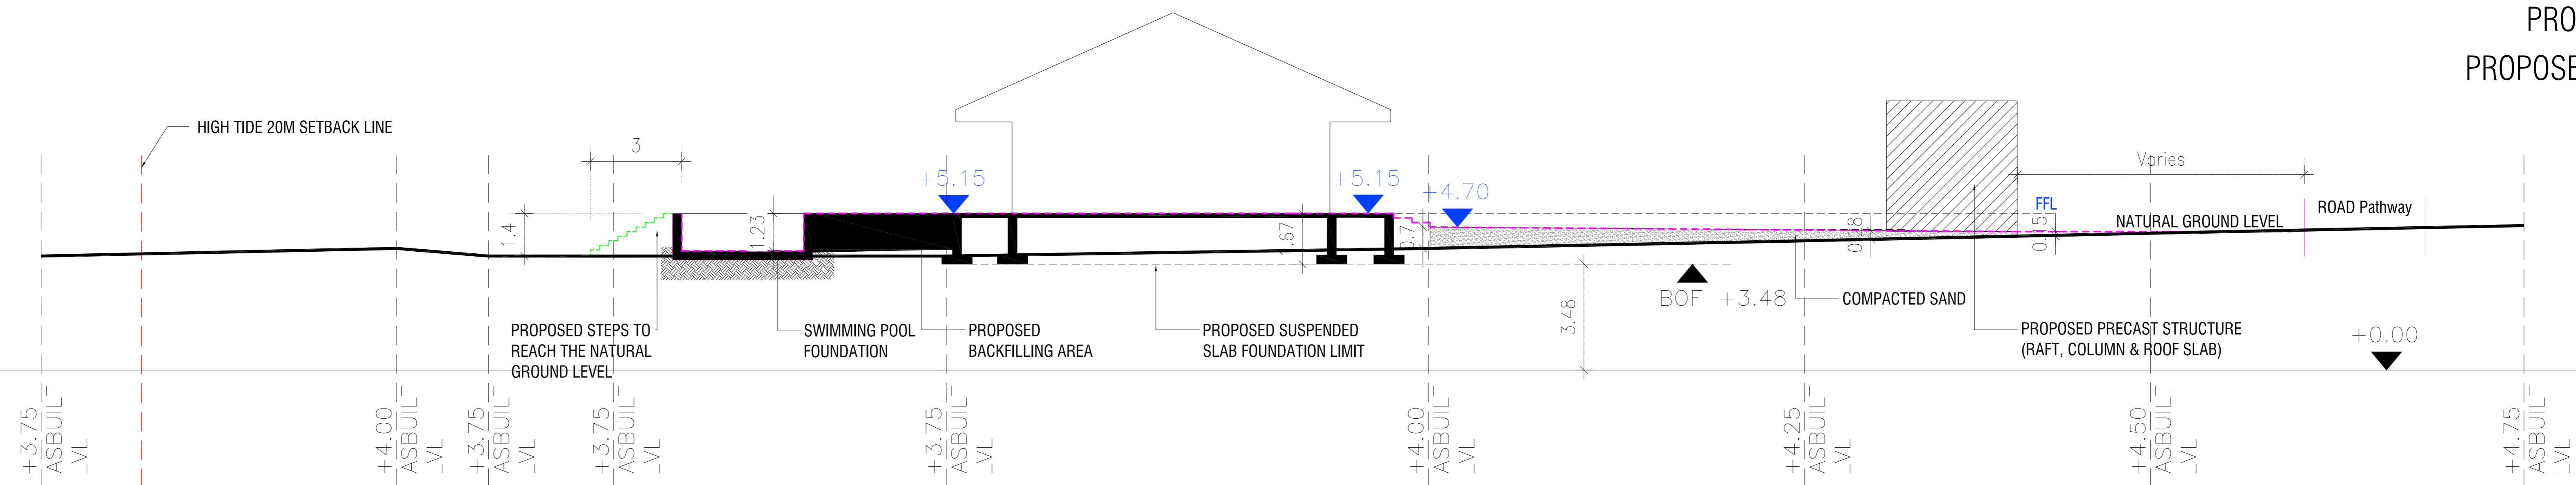 PRO
PROPOSE
HIGH TIDE 20M SETBACK LINE
3
+5.15
+5.15
+4.70
Varies
FFL
NATURAL GROUND LEVEL
ROAD Pathway
1.4
1.23
.67
0.7
0.15
PROPOSED STEPS TO
REACH THE NATURAL
GROUND LEVEL
SWIMMING POOL
FOUNDATION
PROPOSED
BACKFILLING AREA
PROPOSED SUSPENDED
SLAB FOUNDATION LIMIT
3.48
BOF +3.48
COMPACTED SAND
PROPOSED PRECAST STRUCTURE
(RAFT, COLUMN & ROOF SLAB)
+0.00
+3.75
ASBUILT
LVL
+4.00
ASBUILT
LVL
+3.75
ASBUILT
LVL
+3.75
ASBUILT
LVL
+3.75
ASBUILT
LVL
+4.00
ASBUILT
LVL
+4.25
ASBUILT
LVL
+4.50
ASBUILT
LVL
+4.75
ASBUILT
LVL